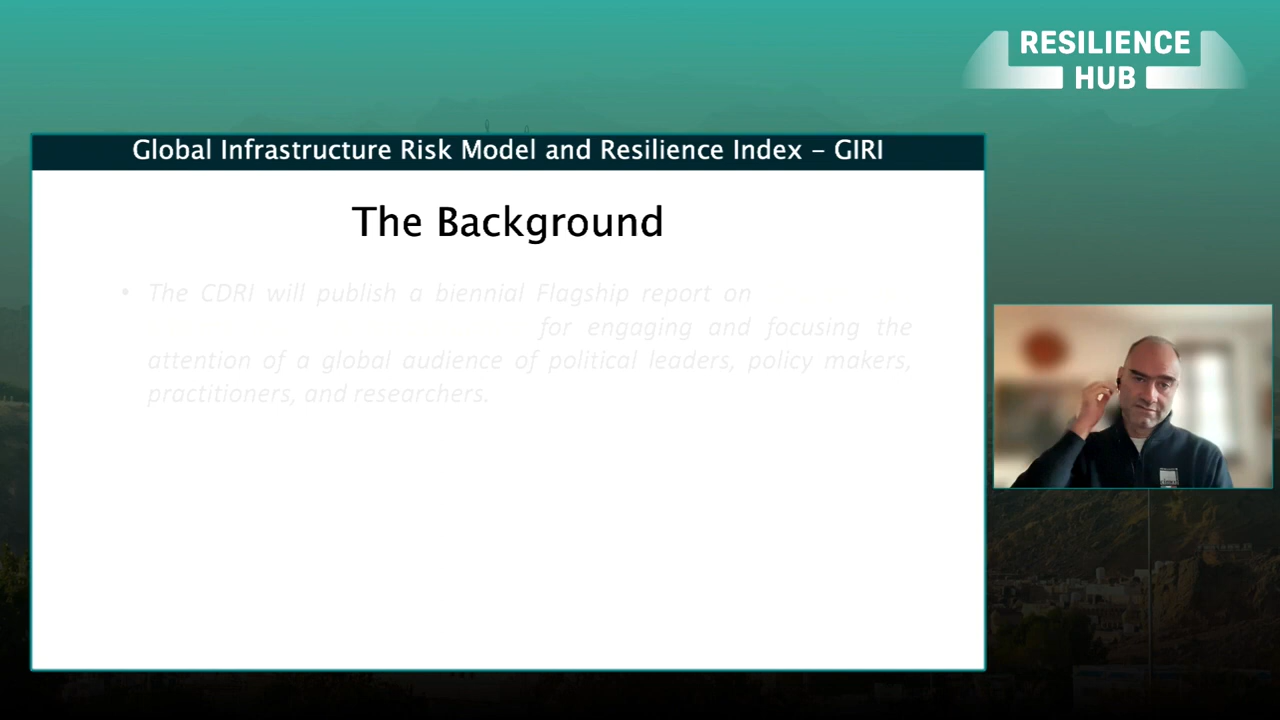 RESILIENCE
HUB
Global Infrastructure Risk Model and Resilience Index – GIRI
The Background
• The CDRI will publish a biennial Flagship report on
for engaging and focusing the
attention of a global audience of political leaders, policy makers,
practitioners, and researchers.